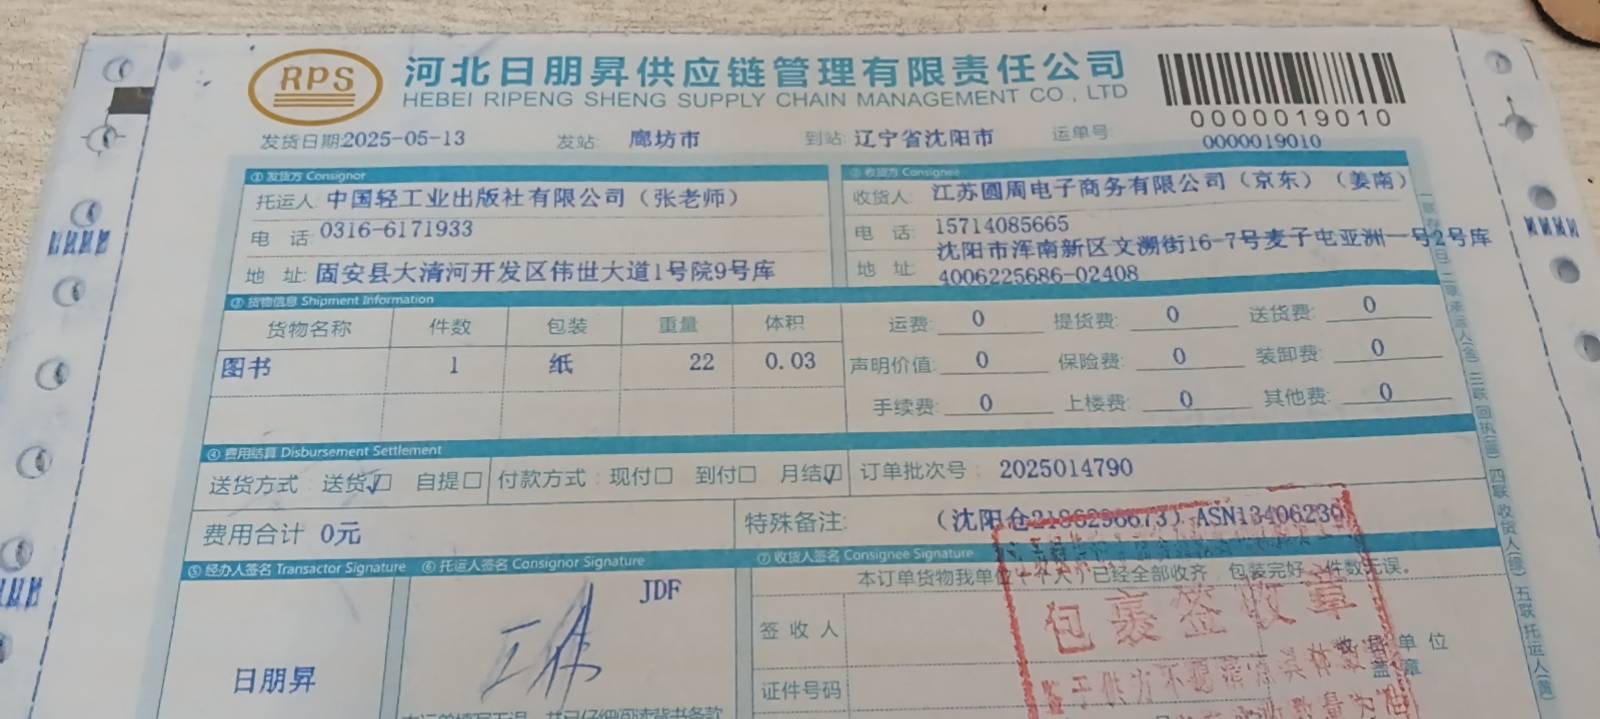 RPS
河北日朋昇供应链管理有限责任公司
HEBEI RIPENG SHENG SUPPLY CHAIN MANAGEMENT CO., LTD
0000019010
发货日期:2025-05-13 发站: 廊坊市 到站: 辽宁省沈阳市 运单号: 0000019010
① 发货方 Consignor
托运人 中国轻工业出版社有限公司（张老师）
电 话 0316-6171933
地 址: 固安县大清河开发区伟世大道1号院9号库
② 收货方 Consignee
收货人: 江苏圆周电子商务有限公司（京东）（姜南）
电 话: 15714085665
地 址: 沈阳市浑南新区文溯街16-7号麦子屯亚洲一号2号库
4006225686-02408
③ 货物信息 Shipment Information
货物名称 件数 包装 重量 体积
图书 1 纸 22 0.03
运费: 0 提货费: 0 送货费: 0
声明价值: 0 保险费: 0 装卸费: 0
手续费: 0 上楼费: 0 其他费: 0
④ 费用结算 Disbursement Settlement
送货方式: 送货☑ 自提□ 付款方式: 现付□ 到付□ 月结☑ 订单批次号: 2025014790
费用合计 0元
特殊备注: （沈阳仓 ASN1340623
⑤ 经办人签名 Transactor Signature
日朋昇
⑥ 托运人签名 Consignor Signature
JDF
⑦ 收货人签名 Consignee Signature
本订单货物我单位 已经全部收齐，包装完好，件数无误。
签 收 人
证件号码
单位
章
包裹签收章